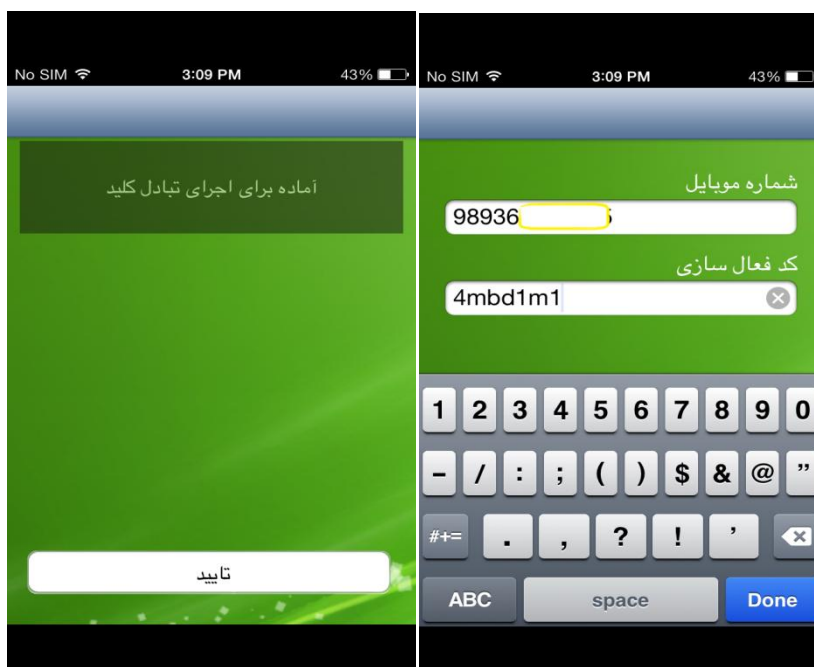 No SIM 3:09 PM 43%
آماده برای اجرای تبادل کلید
تایید
No SIM 3:09 PM 43%
شماره موبایل
98936
کد فعال سازی
4mbd1m1
1 2 3 4 5 6 7 8 9 0
- / : ; ( ) $ & @ "
#+= . , ? ! '
ABC space Done